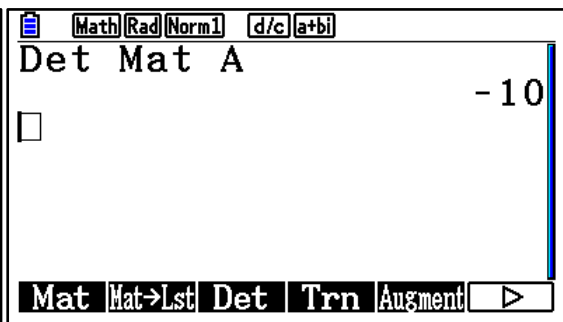 Math Rad Norm1 d/c a+bi
Det Mat A
-10
Mat Mat→Lst Det Trn Augment ▷